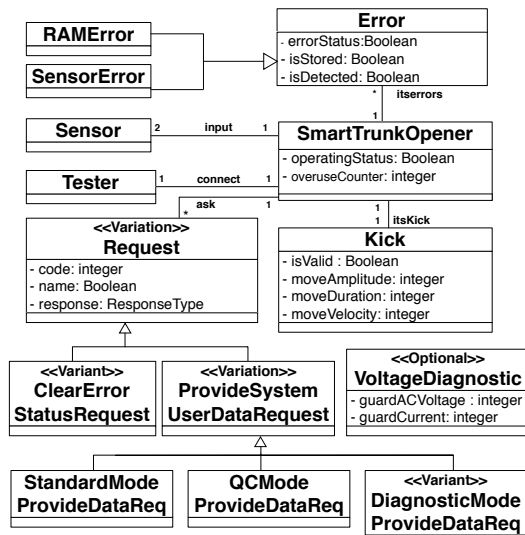 Error
- errorStatus:Boolean
- isStored: Boolean
- isDetected: Boolean
RAMError
SensorError
* itserrors
1
Sensor
2 input 1
SmartTrunkOpener
- operatingStatus: Boolean
- overuseCounter: integer
Tester
1 connect 1
ask 1
*
1
1 itsKick
<<Variation>>
Request
- code: integer
- name: Boolean
- response: ResponseType
Kick
- isValid : Boolean
- moveAmplitude: integer
- moveDuration: integer
- moveVelocity: integer
<<Variant>>
ClearError
StatusRequest
<<Variation>>
ProvideSystem
UserDataRequest
<<Optional>>
VoltageDiagnostic
- guardACVoltage : integer
- guardCurrent: integer
StandardMode
ProvideDataReq
QCMode
ProvideDataReq
<<Variant>>
DiagnosticMode
ProvideDataReq